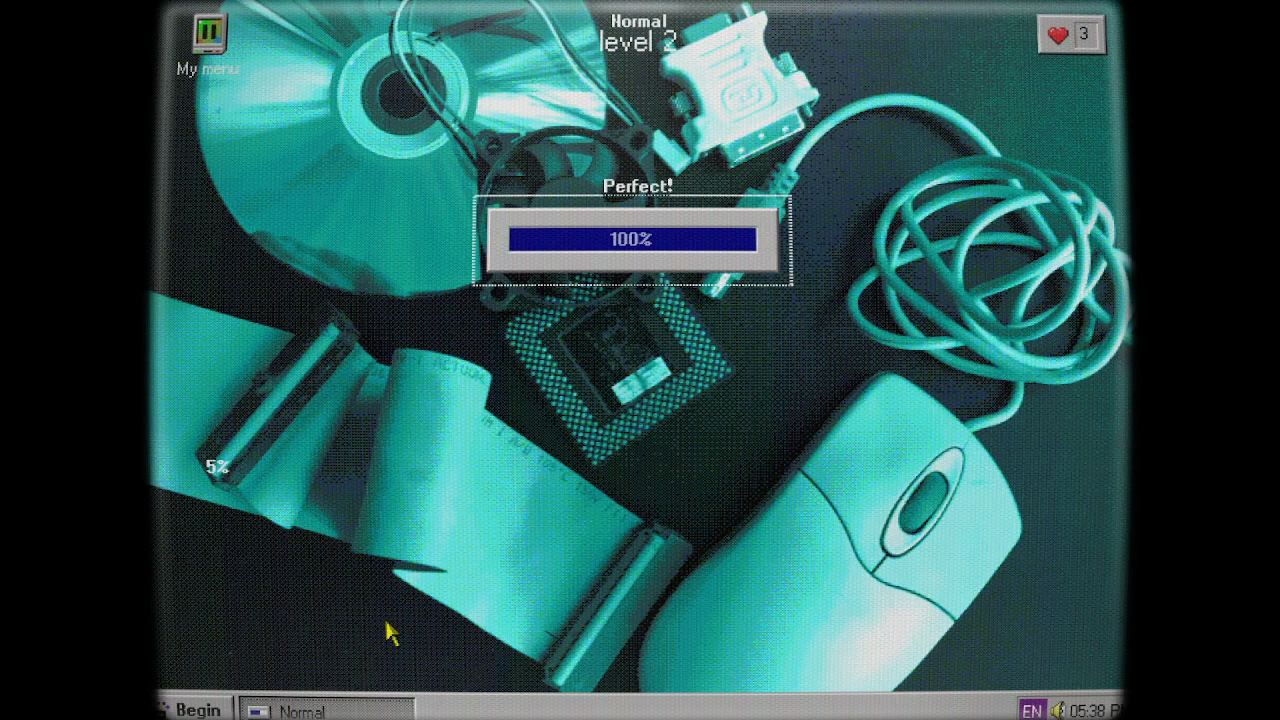 Normal
level 2
3
My menu
Perfect!
100%
5%
Begin
Normal
EN
05:38 P